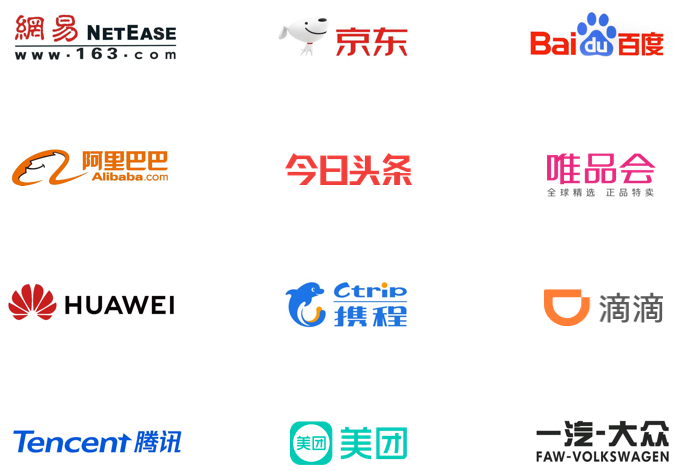 網易 NETEASE
www.163.com
京东
Bai du 百度
阿里巴巴
Alibaba.com
今日头条
唯品会
全球精选 正品特卖
HUAWEI
Ctrip
携程
滴滴
Tencent 腾讯
美团 美团
一汽-大众
FAW-VOLKSWAGEN